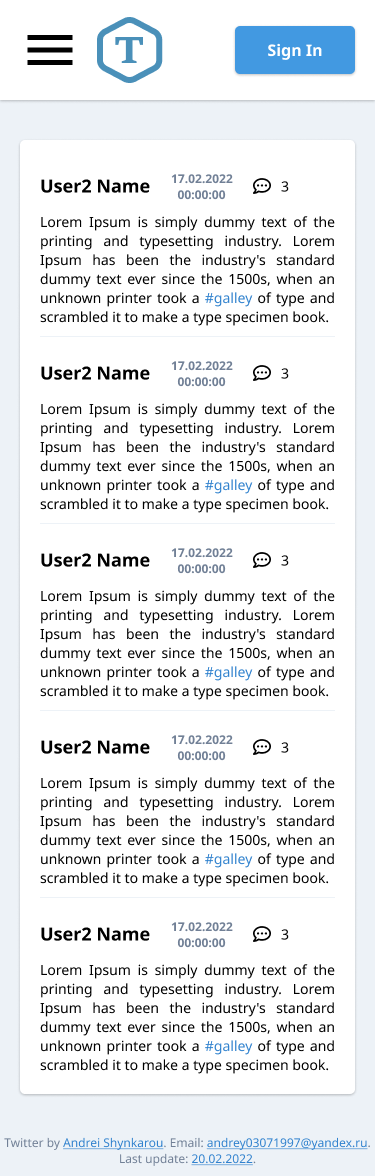 T
Sign In
User2 Name
17.02.2022
00:00:00
3
Lorem Ipsum is simply dummy text of the
printing and typesetting industry. Lorem
Ipsum has been the industry's standard
dummy text ever since the 1500s, when an
unknown printer took a #galley of type and
scrambled it to make a type specimen book.
User2 Name
17.02.2022
00:00:00
3
Lorem Ipsum is simply dummy text of the
printing and typesetting industry. Lorem
Ipsum has been the industry's standard
dummy text ever since the 1500s, when an
unknown printer took a #galley of type and
scrambled it to make a type specimen book.
User2 Name
17.02.2022
00:00:00
3
Lorem Ipsum is simply dummy text of the
printing and typesetting industry. Lorem
Ipsum has been the industry's standard
dummy text ever since the 1500s, when an
unknown printer took a #galley of type and
scrambled it to make a type specimen book.
User2 Name
17.02.2022
00:00:00
3
Lorem Ipsum is simply dummy text of the
printing and typesetting industry. Lorem
Ipsum has been the industry's standard
dummy text ever since the 1500s, when an
unknown printer took a #galley of type and
scrambled it to make a type specimen book.
User2 Name
17.02.2022
00:00:00
3
Lorem Ipsum is simply dummy text of the
printing and typesetting industry. Lorem
Ipsum has been the industry's standard
dummy text ever since the 1500s, when an
unknown printer took a #galley of type and
scrambled it to make a type specimen book.
Twitter by Andrei Shynkarou. Email: andrey03071997@yandex.ru.
Last update: 20.02.2022.